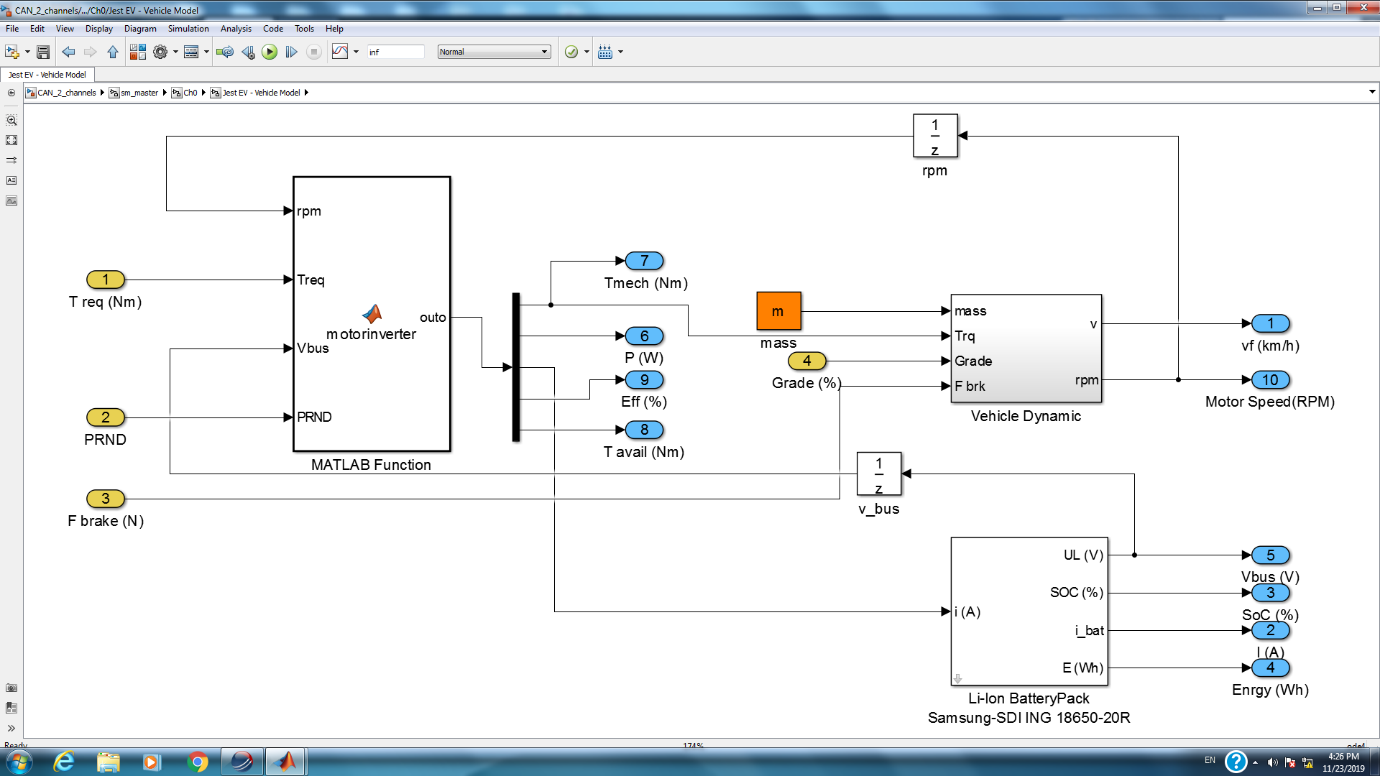 CAN_2_channels/.../Ch0/Jest EV - Vehicle Model
File Edit View Display Diagram Simulation Analysis Code Tools Help
inf
Normal
Jest EV - Vehicle Model
CAN_2_channels sm_master Ch0 Jest EV - Vehicle Model
1
z
rpm
rpm
Treq
Vbus
PRND
motorinverter
outo
MATLAB Function
1
T req (Nm)
2
PRND
3
F brake (N)
7
Tmech (Nm)
6
P (W)
9
Eff (%)
8
T avail (Nm)
m
mass
4
Grade (%)
mass
Trq
Grade
F brk
v
rpm
Vehicle Dynamic
1
vf (km/h)
10
Motor Speed(RPM)
1
z
v_bus
i (A)
UL (V)
SOC (%)
i_bat
E (Wh)
Li-Ion BatteryPack
Samsung-SDI ING 18650-20R
5
Vbus (V)
3
SoC (%)
2
I (A)
4
Enrgy (Wh)
Ready
174%
ode4
EN
4:26 PM
11/23/2019